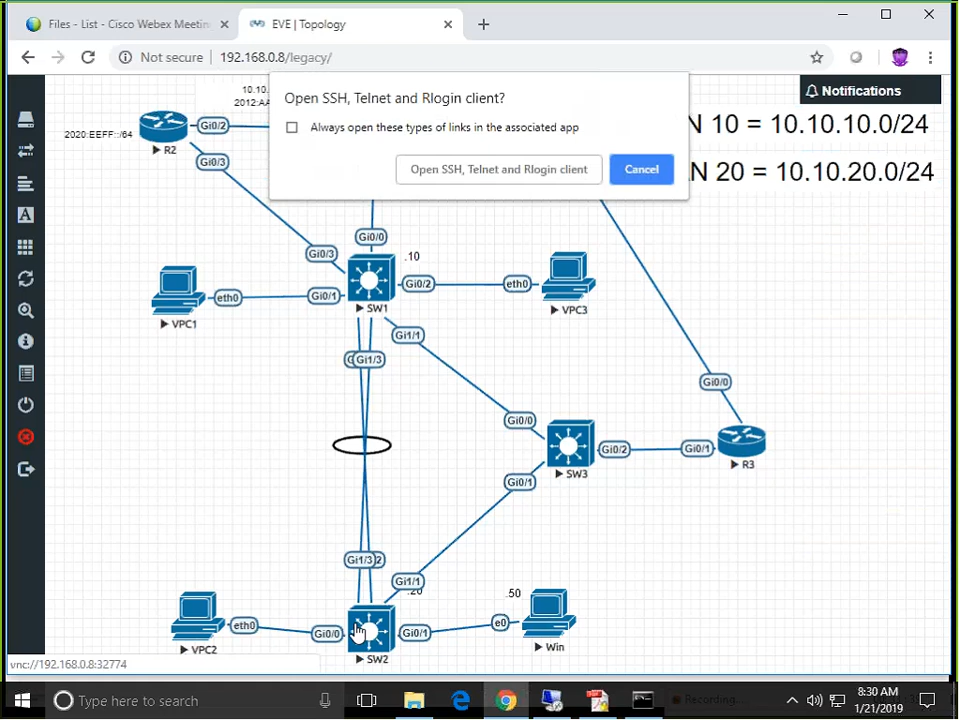 Files - List - Cisco Webex Meetin
EVE | Topology
Not secure | 192.168.0.8/legacy/
Open SSH, Telnet and Rlogin client?
Always open these types of links in the associated app
Open SSH, Telnet and Rlogin client
Cancel
Notifications
10.10.
2012:AA
N 10 = 10.10.10.0/24
N 20 = 10.10.20.0/24
2020:EEFF::/64
Gi0/2
R2
Gi0/3
Gi0/0
Gi0/3
.10
Gi0/2
eth0
VPC3
VPC1
eth0
Gi0/1
SW1
Gi1/1
Gi1/3
Gi0/0
Gi0/0
SW3
Gi0/2
Gi0/1
R3
Gi0/1
Gi1/3
Gi1/1
.20
.50
VPC2
eth0
Gi0/0
SW2
Gi0/1
e0
Win
vnc://192.168.0.8:32774
Type here to search
Recording...
8:30 AM
1/21/2019